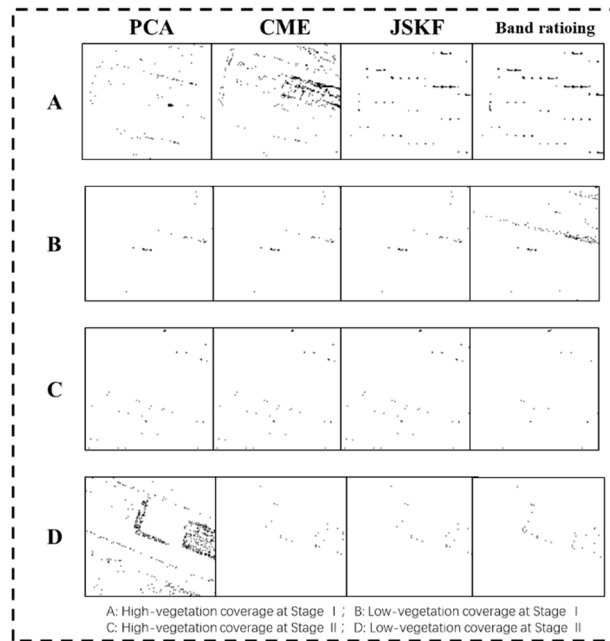 PCA CME JSKF Band ratioing
A
B
C
D
A: High-vegetation coverage at Stage Ⅰ; B: Low-vegetation coverage at Stage Ⅰ
C: High-vegetation coverage at Stage Ⅱ; D: Low-vegetation coverage at Stage Ⅱ